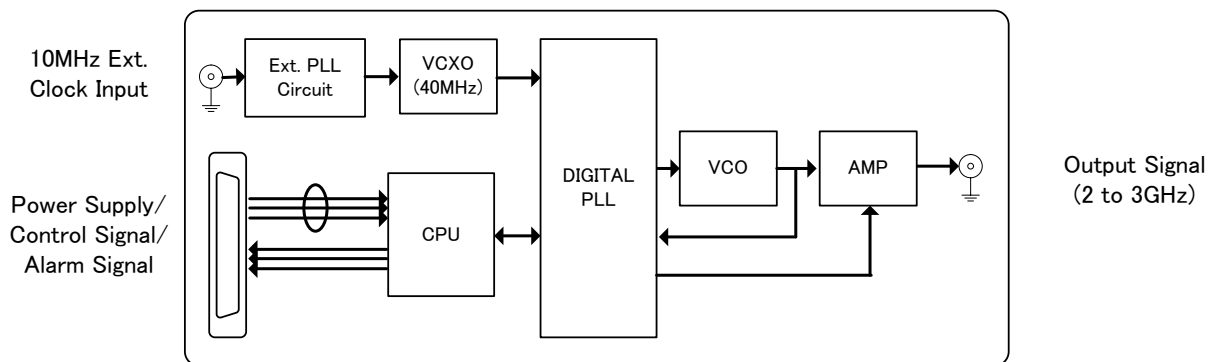 10MHz Ext.
Clock Input
Ext. PLL
Circuit
VCXO
(40MHz)
DIGITAL
PLL
VCO
AMP
Output Signal
(2 to 3GHz)
Power Supply/
Control Signal/
Alarm Signal
CPU